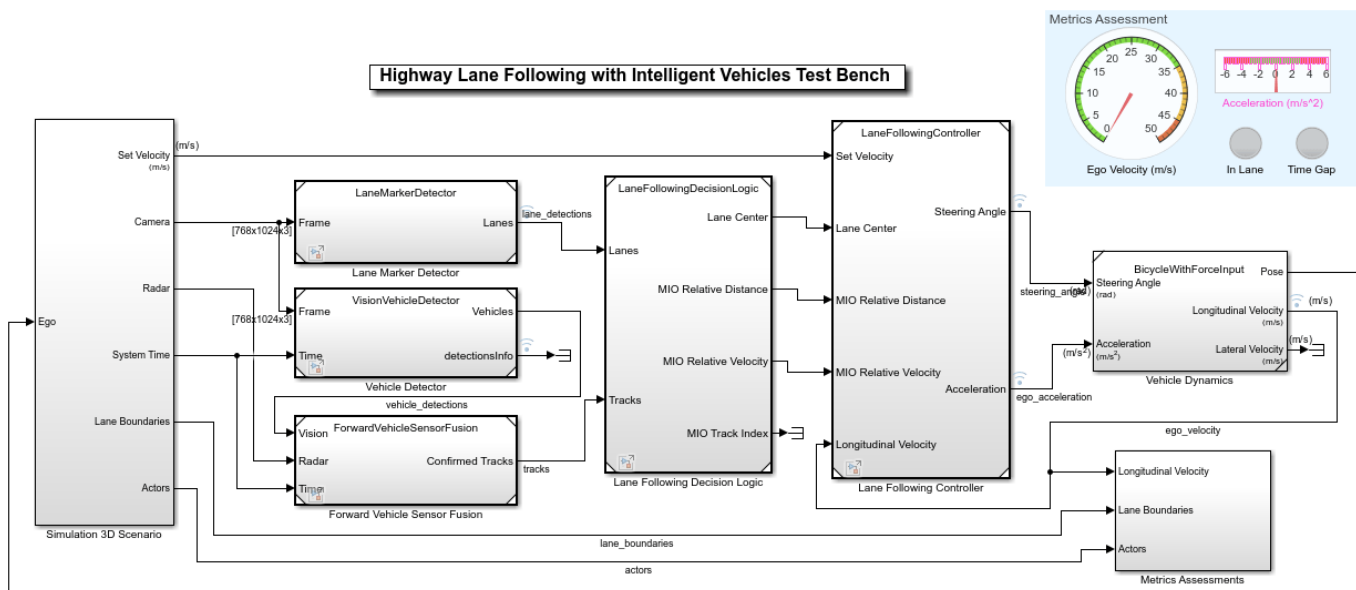 Metrics Assessment
0 5 10 15 20 25 30 35 40 45 50
Ego Velocity (m/s)
-6 -4 -2 0 2 4 6
Acceleration (m/s^2)
In Lane
Time Gap
Highway Lane Following with Intelligent Vehicles Test Bench
Ego
Set Velocity
(m/s)
Camera
Radar
System Time
Lane Boundaries
Actors
Simulation 3D Scenario
(m/s)
[768x1024x3]
LaneMarkerDetector
Frame
Lanes
Lane Marker Detector
lane_detections
[768x1024x3]
VisionVehicleDetector
Frame
Vehicles
Time
detectionsInfo
Vehicle Detector
vehicle_detections
ForwardVehicleSensorFusion
Vision
Radar
Confirmed Tracks
Time
Forward Vehicle Sensor Fusion
tracks
LaneFollowingDecisionLogic
Lane Center
Lanes
MIO Relative Distance
MIO Relative Velocity
Tracks
MIO Track Index
Lane Following Decision Logic
LaneFollowingController
Set Velocity
Steering Angle
Lane Center
MIO Relative Distance
MIO Relative Velocity
Acceleration
Longitudinal Velocity
Lane Following Controller
steering_angle
(rad)
(m/s²)
ego_acceleration
BicycleWithForceInput
Pose
Steering Angle
(rad)
Longitudinal Velocity
(m/s)
Acceleration
(m/s²)
Lateral Velocity
(m/s)
Vehicle Dynamics
(m/s)
(m/s)
ego_velocity
Longitudinal Velocity
Lane Boundaries
Actors
Metrics Assessments
lane_boundaries
actors